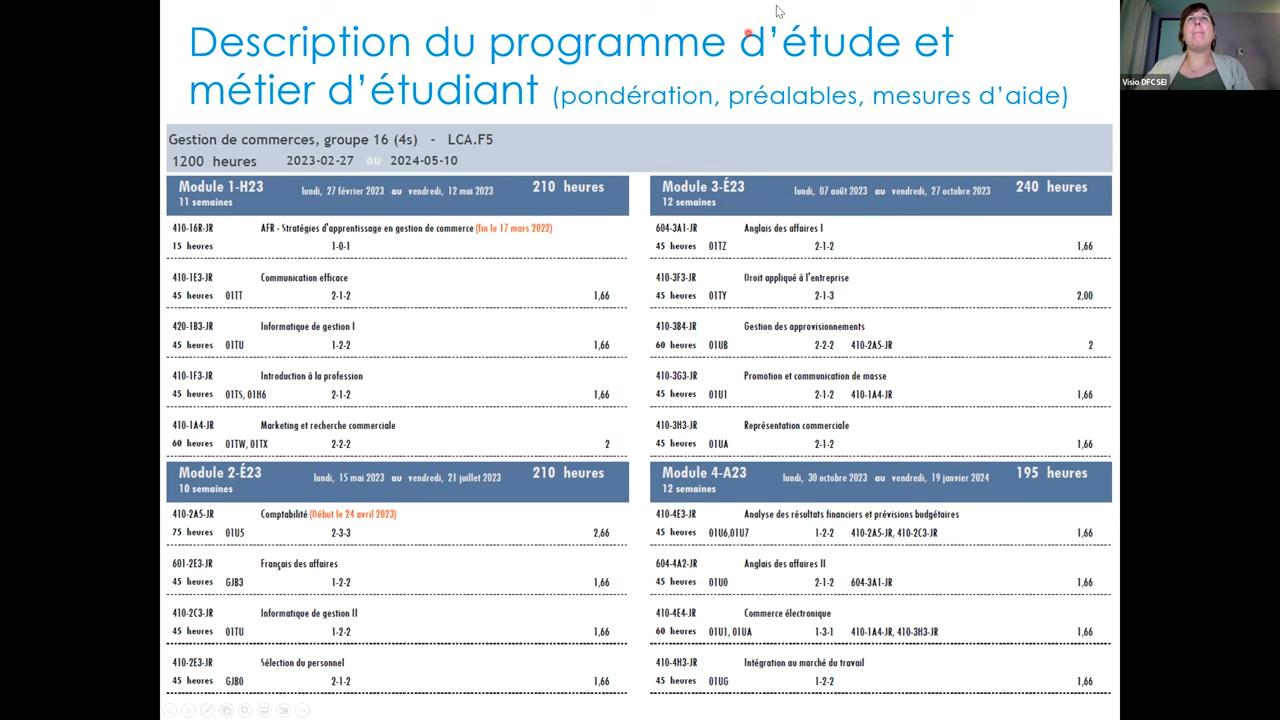 Description du programme d'étude et
métier d'étudiant (pondération, préalables, mesures d'aide)
Visio DFCSEI
Gestion de commerces, groupe 16 (4s) - LCA.F5
1200 heures 2023-02-27 au 2024-05-10
Module 1-H23 lundi, 27 février 2023 au vendredi, 12 mai 2023 210 heures
11 semaines
410-16R-JR AFR - Stratégies d'apprentissage en gestion de commerce (fin le 17 mars 2022)
15 heures 1-0-1
410-1E3-JR Communication efficace
45 heures 01TT 2-1-2 1,66
420-1B3-JR Informatique de gestion I
45 heures 01TU 1-2-2 1,66
410-1F3-JR Introduction à la profession
45 heures 01TS, 01H6 2-1-2 1,66
410-1A4-JR Marketing et recherche commerciale
60 heures 01TW, 01TX 2-2-2 2
Module 2-É23 lundi, 15 mai 2023 au vendredi, 21 juillet 2023 210 heures
10 semaines
410-2A5-JR Comptabilité (Début le 24 avril 2023)
75 heures 01U5 2-3-3 2,66
601-2E3-JR Français des affaires
45 heures GJB3 1-2-2 1,66
410-2C3-JR Informatique de gestion II
45 heures 01TU 1-2-2 1,66
410-2E3-JR Sélection du personnel
45 heures GJB0 2-1-2 1,66
Module 3-É23 lundi, 07 août 2023 au vendredi, 27 octobre 2023 240 heures
12 semaines
604-3A1-JR Anglais des affaires I
45 heures 01TZ 2-1-2 1,66
410-3F3-JR Droit appliqué à l'entreprise
45 heures 01TY 2-1-3 2,00
410-3B4-JR Gestion des approvisionnements
60 heures 01UB 2-2-2 410-2A5-JR 2
410-3G3-JR Promotion et communication de masse
45 heures 01U1 2-1-2 410-1A4-JR 1,66
410-3H3-JR Représentation commerciale
45 heures 01UA 2-1-2 1,66
Module 4-A23 lundi, 30 octobre 2023 au vendredi, 19 janvier 2024 195 heures
12 semaines
410-4E3-JR Analyse des résultats financiers et prévisions budgétaires
45 heures 01U6,01U7 1-2-2 410-2A5-JR, 410-2C3-JR 1,66
604-4A2-JR Anglais des affaires II
45 heures 01U0 2-1-2 604-3A1-JR 1,66
410-4E4-JR Commerce électronique
60 heures 01U1, 01UA 1-3-1 410-1A4-JR, 410-3H3-JR 1,66
410-4H3-JR Intégration au marché du travail
45 heures 01UG 1-2-2 1,66